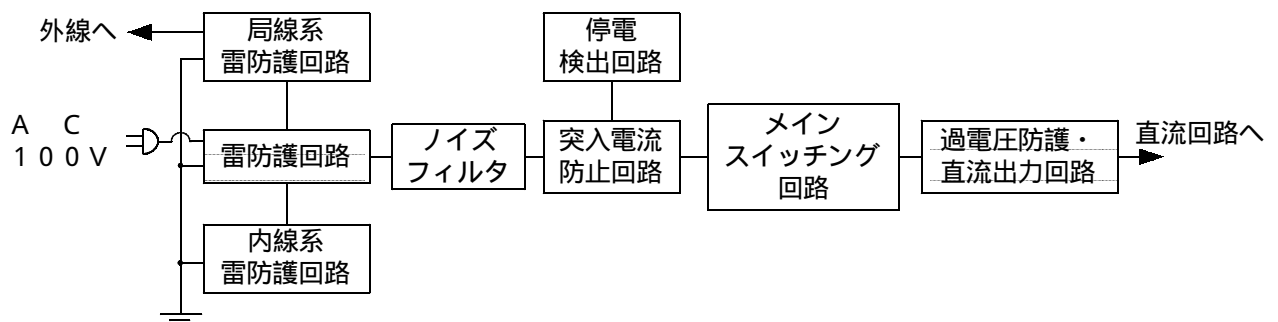 外線へ
局線系
雷防護回路
停電
検出回路
AC
100V
雷防護回路
ノイズ
フィルタ
突入電流
防止回路
メイン
スイッチング
回路
過電圧防護・
直流出力回路
直流回路へ
内線系
雷防護回路